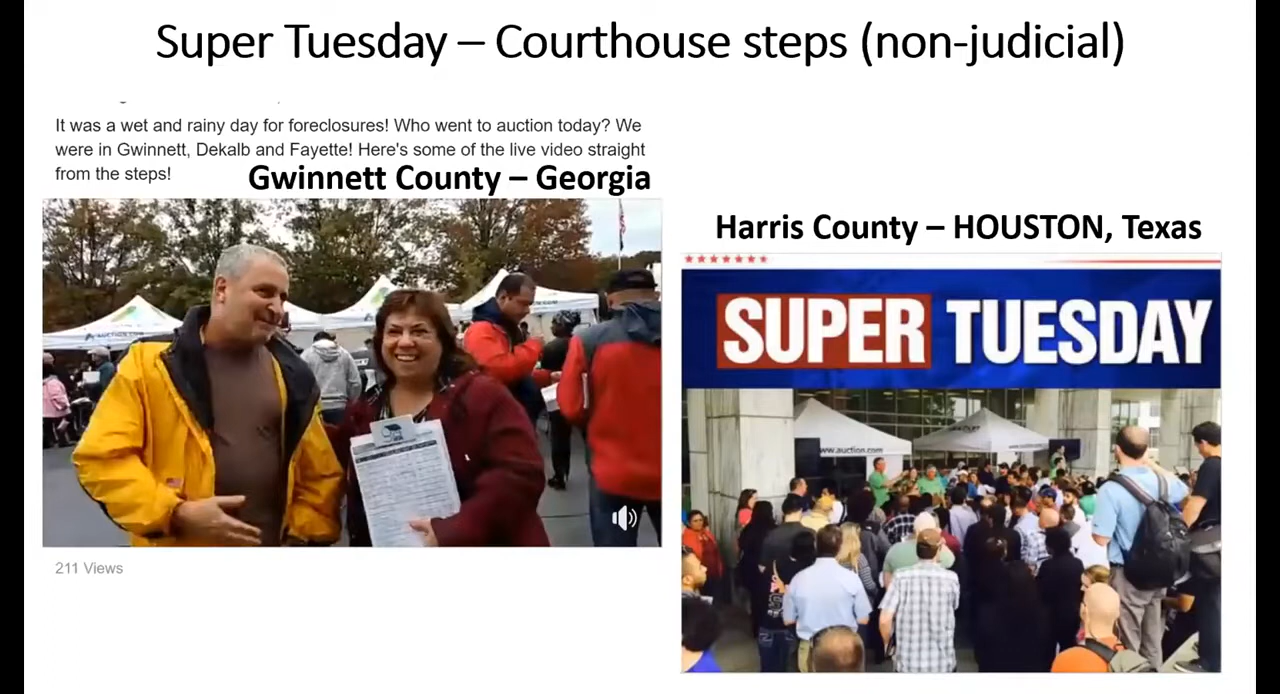 Super Tuesday – Courthouse steps (non-judicial)
It was a wet and rainy day for foreclosures! Who went to auction today? We
were in Gwinnett, Dekalb and Fayette! Here's some of the live video straight
from the steps!
Gwinnett County – Georgia
211 Views
Harris County – HOUSTON, Texas
SUPER TUESDAY
www.auction.com